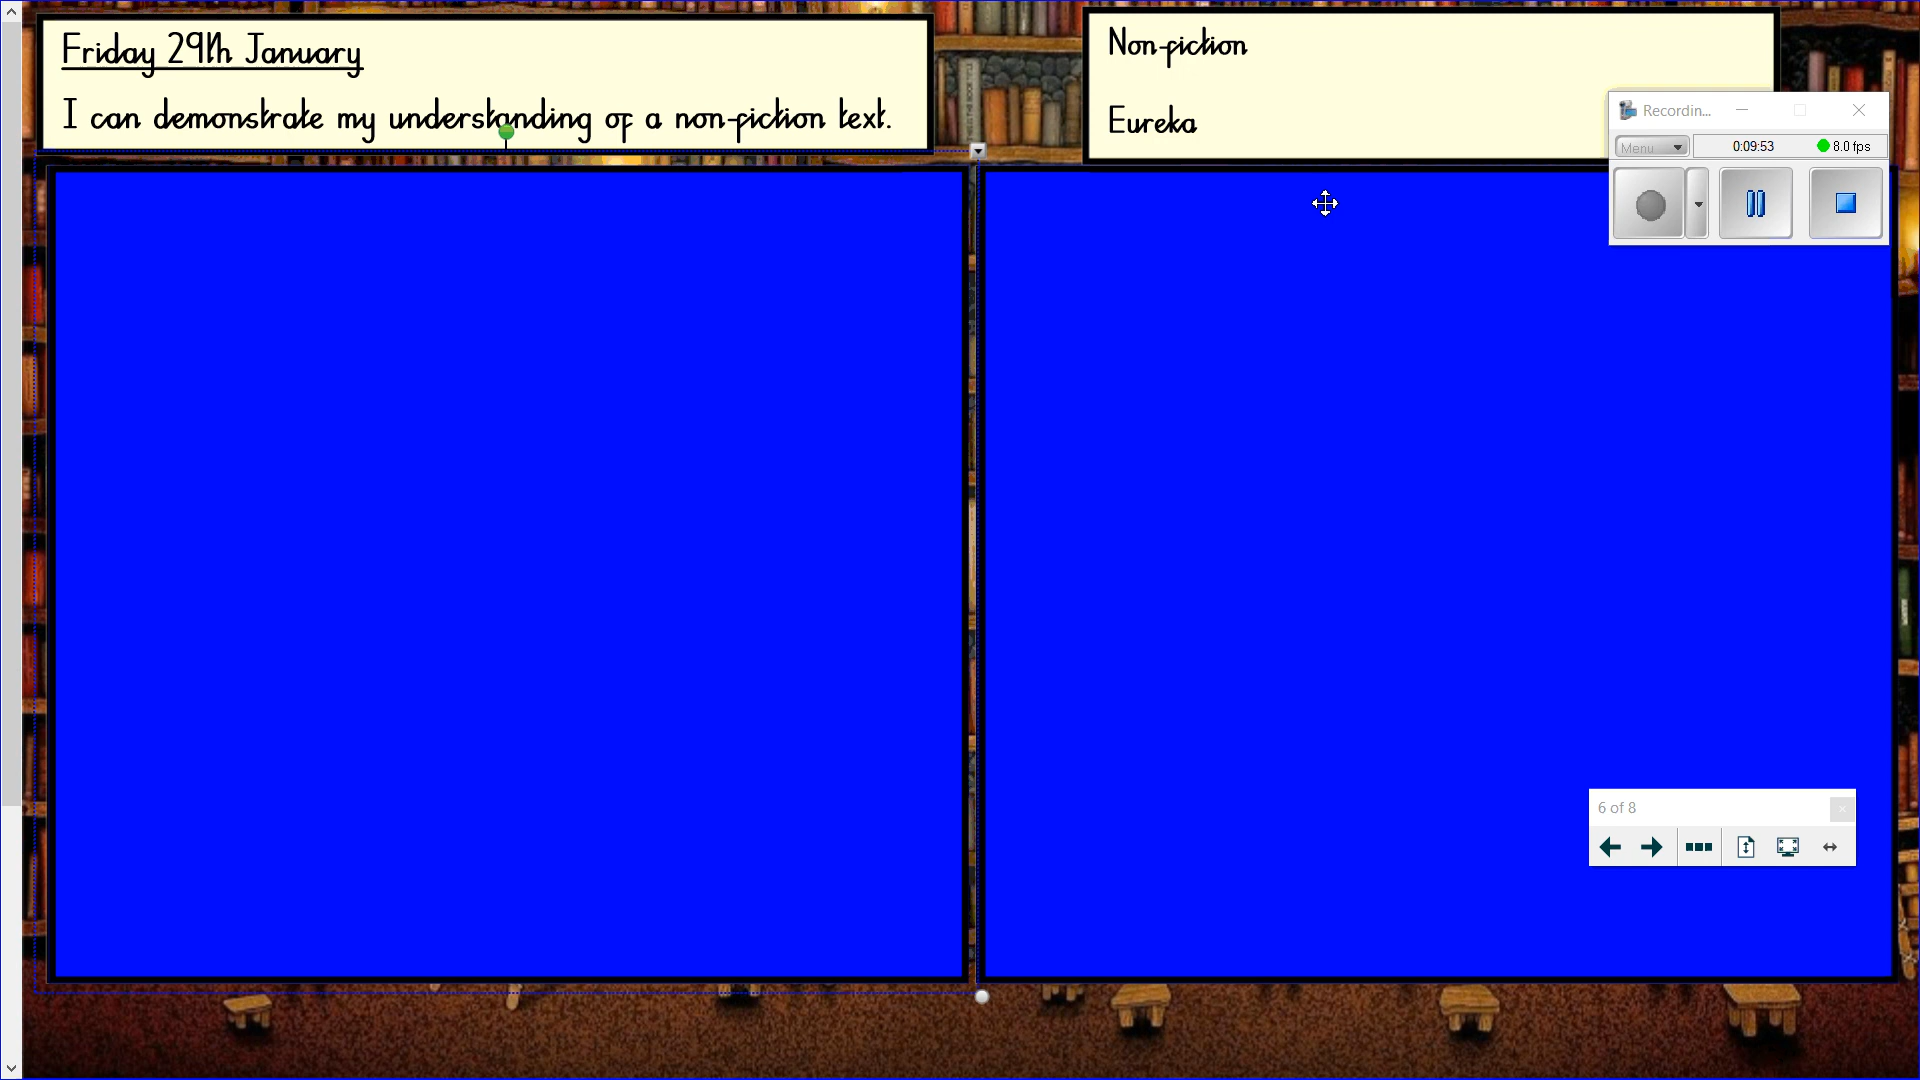 Friday 29th January
I can demonstrate my understanding of a non-fiction text.
Non-fiction
Eureka
Recordin...
Menu
0:09:53
8.0 fps
6 of 8